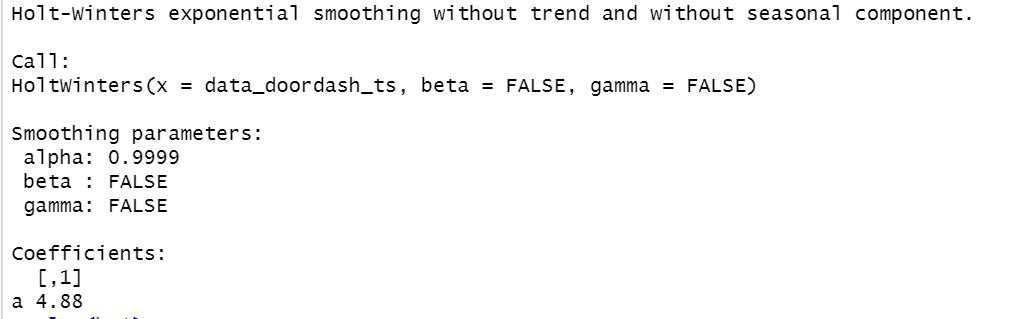 Holt-Winters exponential smoothing without trend and without seasonal component.
Call:
HoltWinters(x = data_doordash_ts, beta = FALSE, gamma = FALSE)
Smoothing parameters:
alpha: 0.9999
beta : FALSE
gamma: FALSE
Coefficients:
[,1]
a 4.88